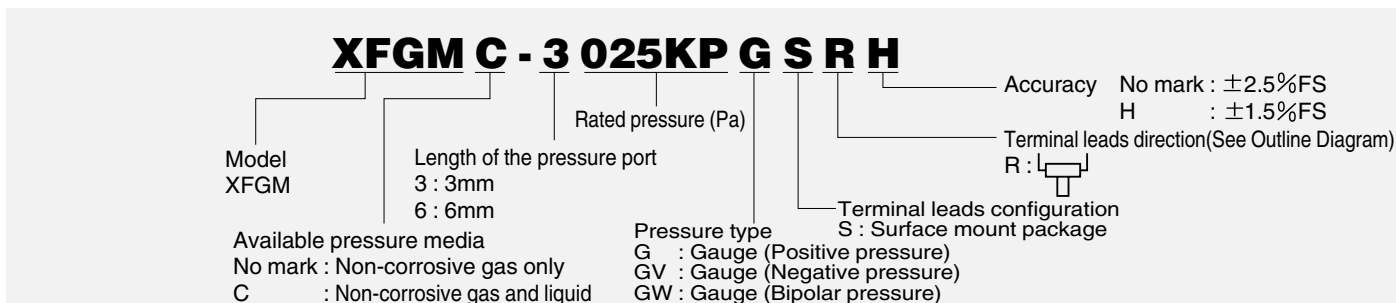 XFGM C - 3 025KP G S R H
Accuracy No mark : ±2.5%FS
H : ±1.5%FS
Terminal leads direction(See Outline Diagram)
R :
Rated pressure (Pa)
Model
XFGM
Length of the pressure port
3 : 3mm
6 : 6mm
Terminal leads configuration
S : Surface mount package
Available pressure media
No mark : Non-corrosive gas only
C : Non-corrosive gas and liquid
Pressure type
G : Gauge (Positive pressure)
GV : Gauge (Negative pressure)
GW : Gauge (Bipolar pressure)